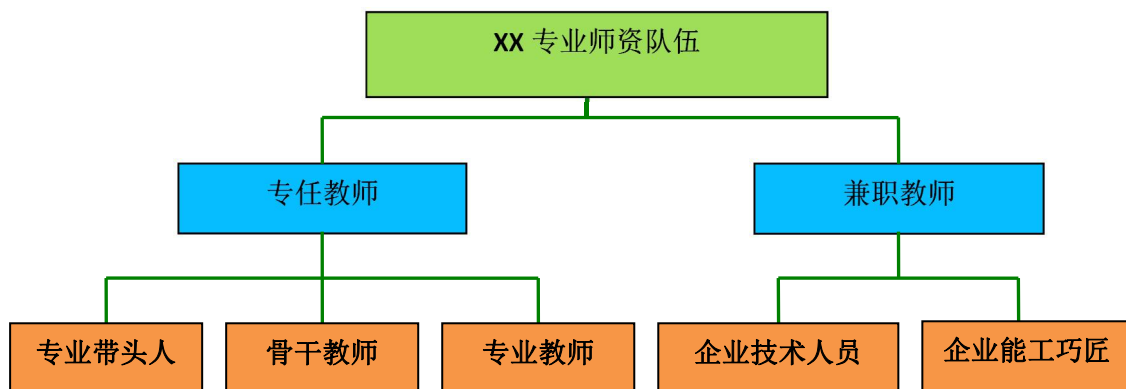 XX 专业师资队伍
专任教师
兼职教师
专业带头人
骨干教师
专业教师
企业技术人员
企业能工巧匠